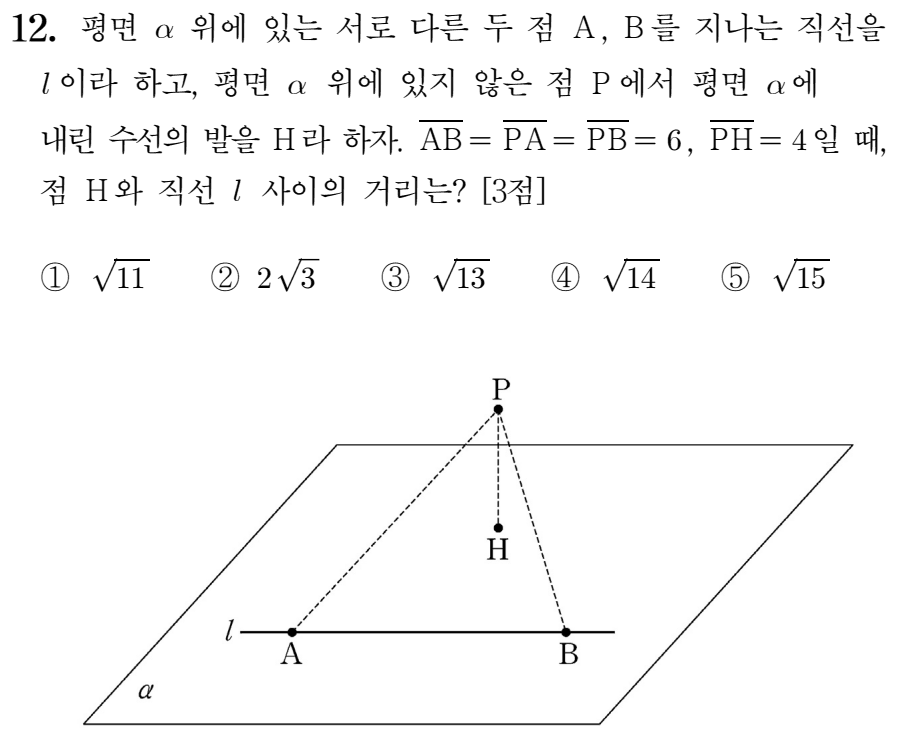 12. 평면 α 위에 있는 서로 다른 두 점 A, B를 지나는 직선을
l이라 하고, 평면 α 위에 있지 않은 점 P에서 평면 α에
내린 수선의 발을 H라 하자. \overline{AB} = \overline{PA} = \overline{PB} = 6, \overline{PH} = 4일 때,
점 H와 직선 l 사이의 거리는? [3점]
① √11 ② 2√3 ③ √13 ④ √14 ⑤ √15
P
H
l
A B
α